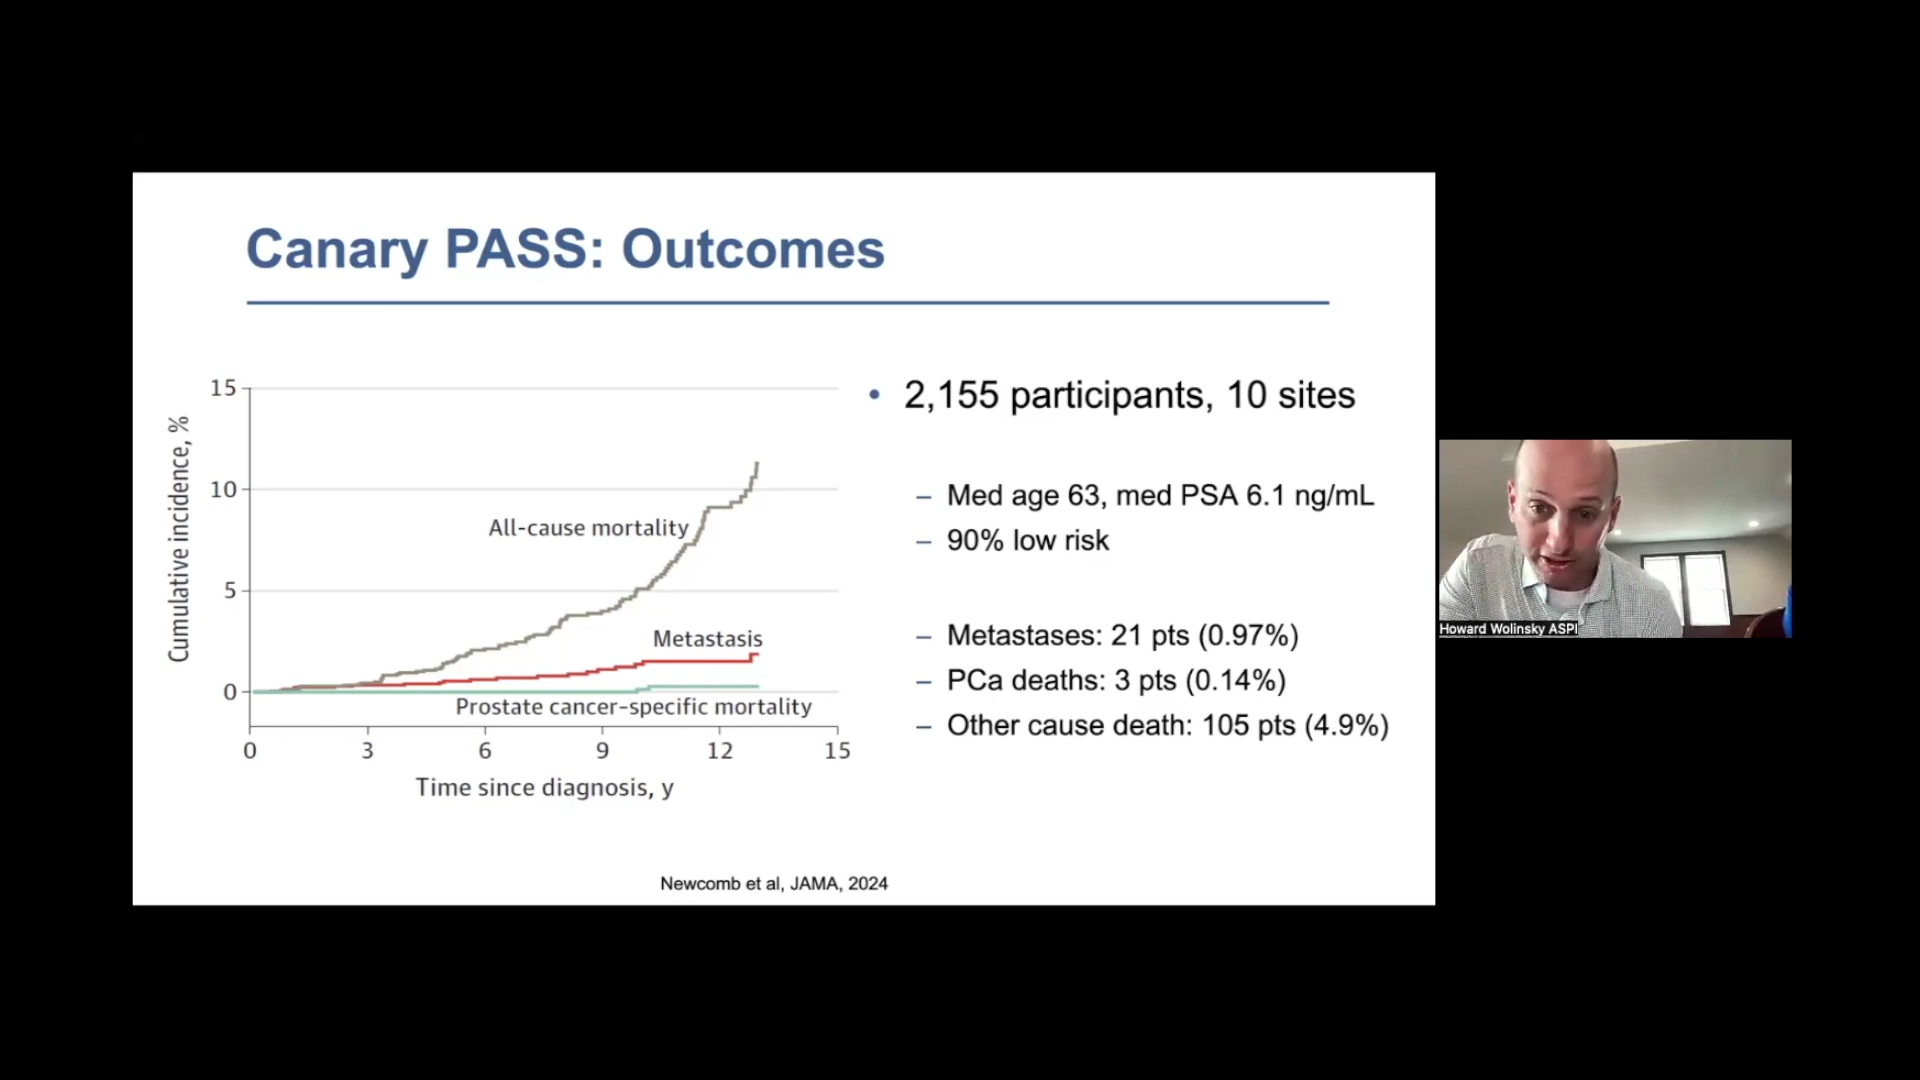 Canary PASS: Outcomes
15
10
5
0
Cumulative incidence, %
All-cause mortality
Metastasis
Prostate cancer-specific mortality
0 3 6 9 12 15
Time since diagnosis, y
• 2,155 participants, 10 sites
– Med age 63, med PSA 6.1 ng/mL
– 90% low risk
– Metastases: 21 pts (0.97%)
– PCa deaths: 3 pts (0.14%)
– Other cause death: 105 pts (4.9%)
Newcomb et al, JAMA, 2024
Howard Wolinsky ASPI